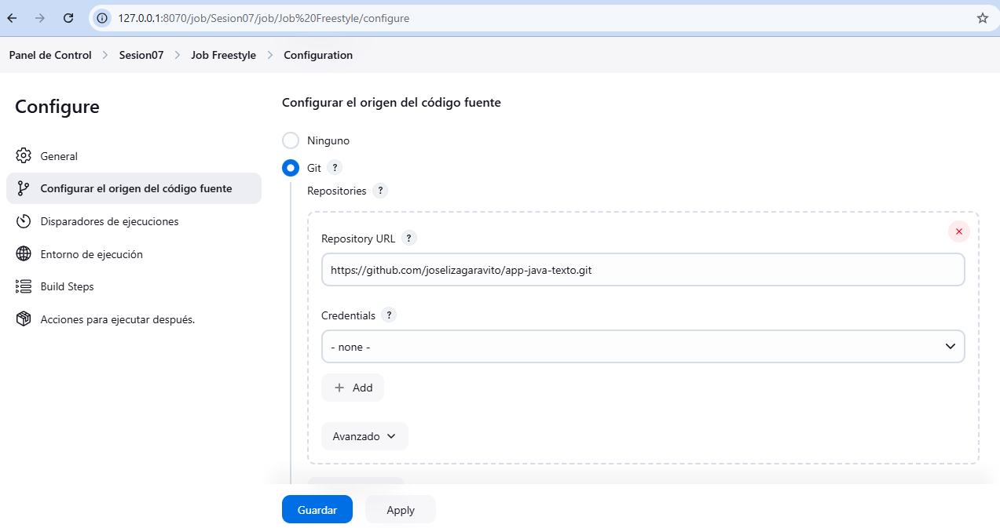 127.0.0.1:8070/job/Sesion07/job/Job%20Freestyle/configure
Panel de Control > Sesion07 > Job Freestyle > Configuration
Configure
General
Configurar el origen del código fuente
Disparadores de ejecuciones
Entorno de ejecución
Build Steps
Acciones para ejecutar después.
Configurar el origen del código fuente
Ninguno
Git ?
Repositories ?
Repository URL ?
https://github.com/joselizagaravito/app-java-texto.git
Credentials ?
- none -
+ Add
Avanzado
Guardar
Apply